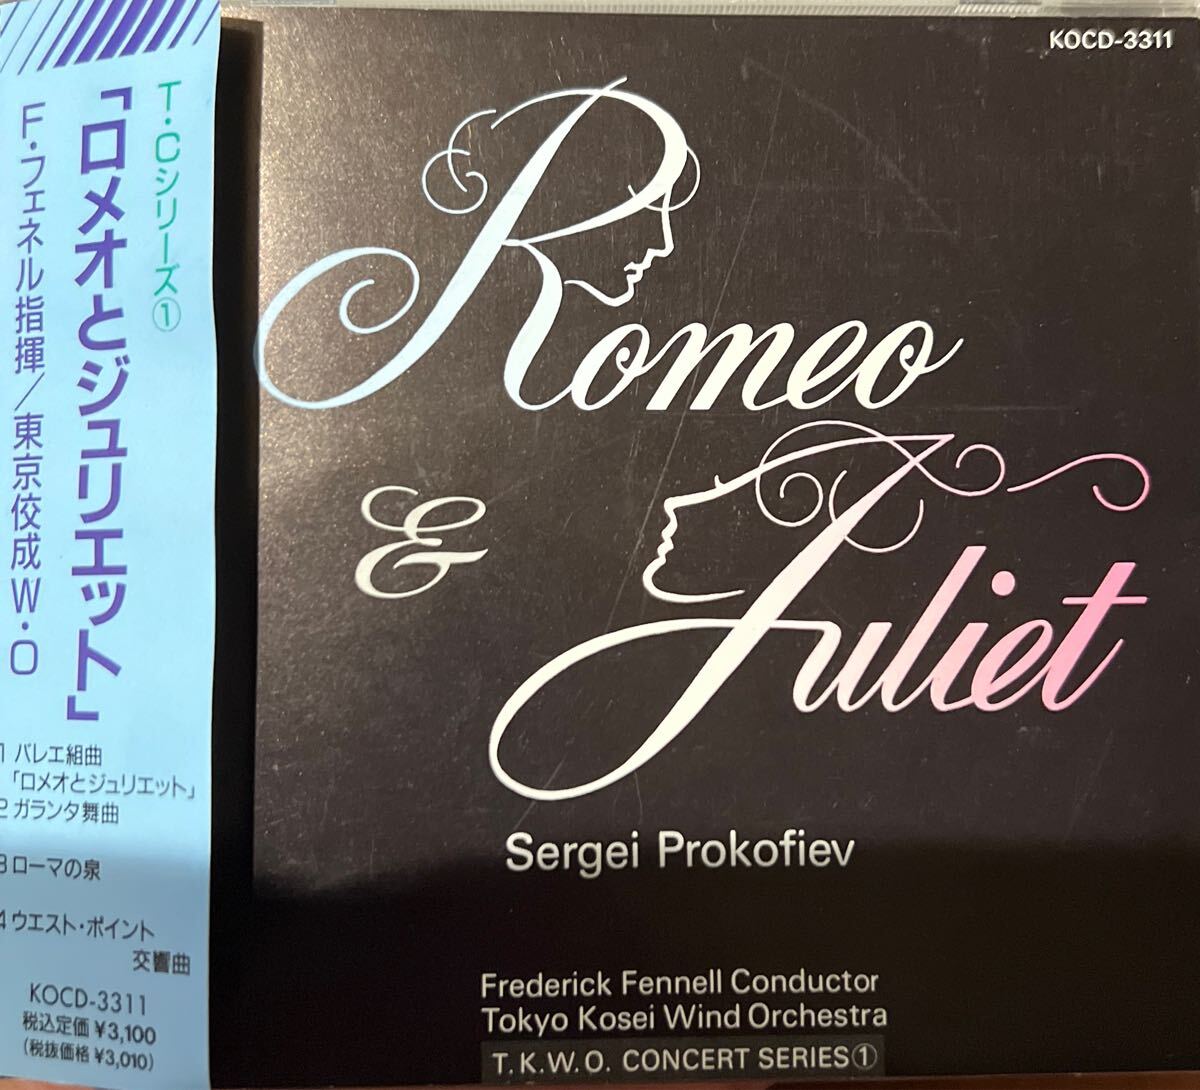 T・Cシリーズ①
「ロメオとジュリエット」
F・フェネル指揮/東京佼成W・O
1 バレエ組曲
「ロメオとジュリエット」
2 ガランタ舞曲
3 ローマの泉
4 ウエスト・ポイント
交響曲
KOCD-3311
税込定価¥3,100
(税抜価格¥3,010)
KOCD-3311
Romeo
&
Juliet
Sergei Prokofiev
Frederick Fennell Conductor
Tokyo Kosei Wind Orchestra
T.K.W.O. CONCERT SERIES①